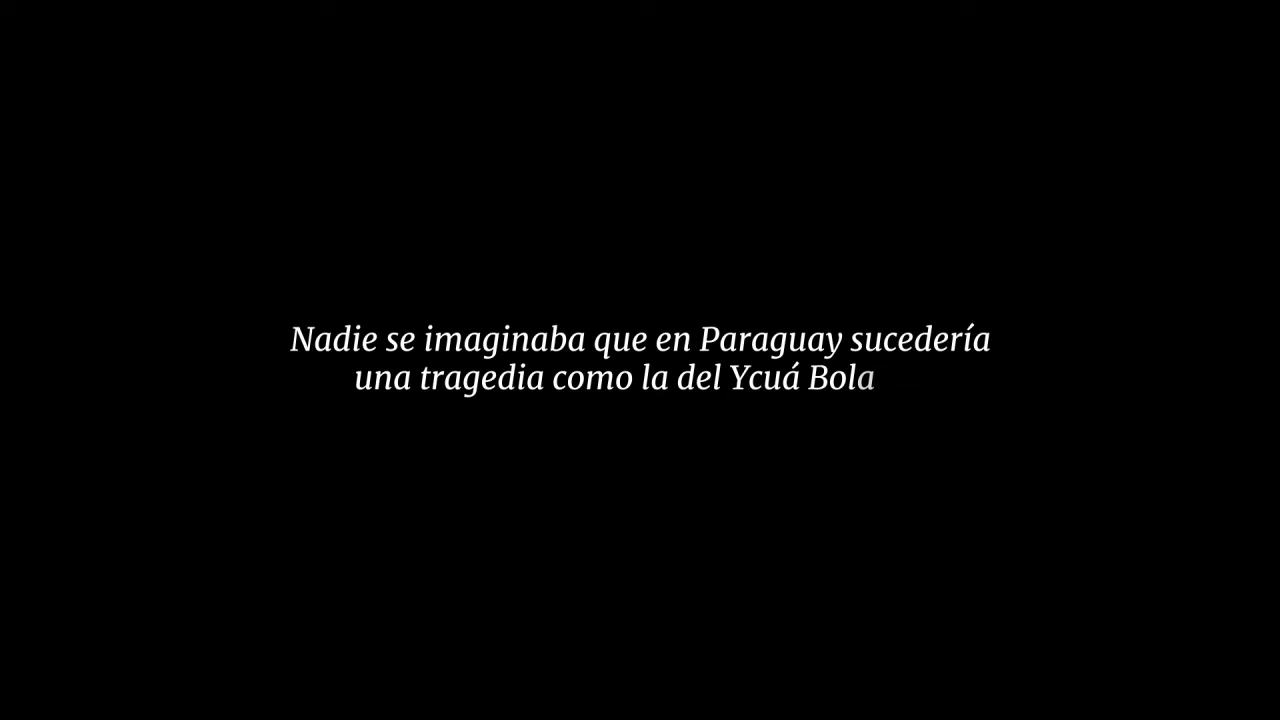 Nadie se imaginaba que en Paraguay sucedería
una tragedia como la del Ycuá Bola